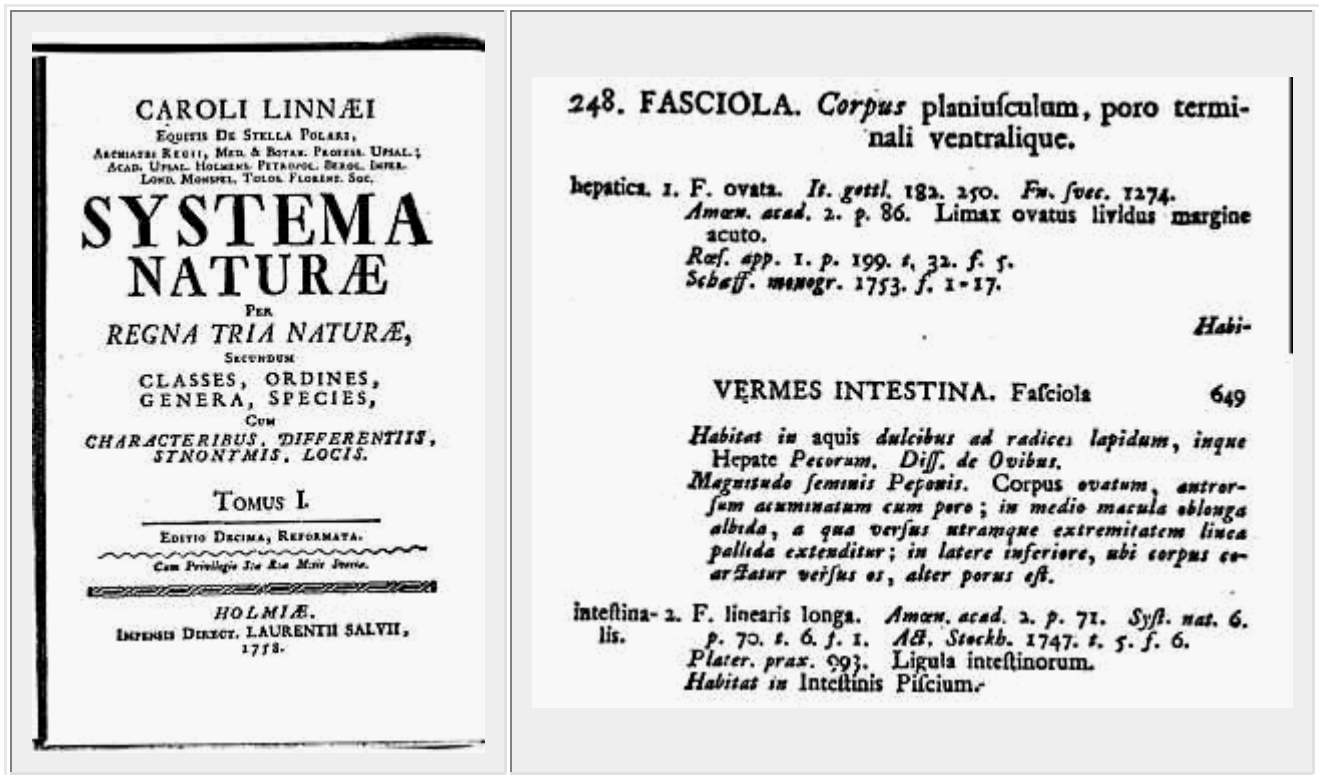 CAROLI LINNÆI
EQUITIS DE STELLA POLARI,
ARCHIATRI REGII, MED. & BOTAN. PROFESS. UPSAL.;
ACAD. UPSAL. HOLMENS. PETROPOL. BEROL. IMPER.
LOND. MONSPEL. TOLOS. FLORENT. SOC.
SYSTEMA
NATURÆ
PER
REGNA TRIA NATURÆ,
SECUNDUM
CLASSES, ORDINES,
GENERA, SPECIES,
CUM
CHARACTERIBUS, DIFFERENTIIS,
SYNONYMIS, LOCIS.
TOMUS I.
EDITIO DECIMA, REFORMATA.
Cum Privilegio S:æ R:æ M:tis Sveciæ.
HOLMIÆ,
IMPENSIS DIRECT. LAURENTII SALVII,
1758.
248. FASCIOLA. Corpus planiuſculum, poro termi-
nali ventralique.
hepatica. 1. F. ovata. It. gottl. 182. 250. Fn. ſvec. 1274.
Amœn. acad. 2. p. 86. Limax ovatus lividus margine
acuto.
Rœſ. app. 1. p. 199. t. 32. f. 5.
Schæff. monogr. 1753. f. 1-17.
Habi-
VERMES INTESTINA. Faſciola 649
Habitat in aquis dulcibus ad radices lapidum, inque
Hepate Pecorum. Diſſ. de Ovibus.
Magnitudo ſeminis Peponis. Corpus ovatum, antror-
ſum acuminatum cum poro; in medio macula oblonga
albida, a qua verſus utramque extremitatem linea
pallida extenditur; in latere inferiore, ubi corpus co-
arctatur verſus os, alter porus eſt.
inteſtina- 2. F. linearis longa. Amœn. acad. 2. p. 71. Syſt. nat. 6.
lis. p. 70. t. 6. f. 1. Act. Stockh. 1747. t. 5. f. 6.
Plater. prax. 993. Ligula inteſtinorum.
Habitat in Inteſtinis Piſcium.